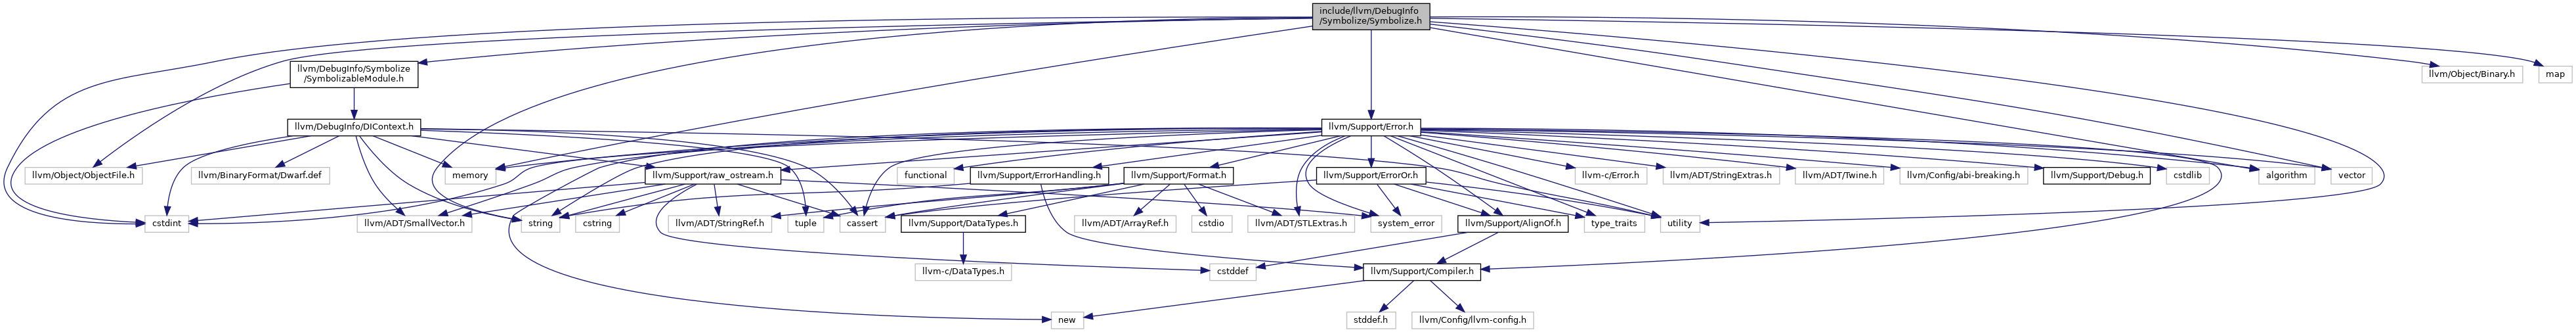 include/llvm/DebugInfo
/Symbolize/Symbolize.h
llvm/DebugInfo/Symbolize
/SymbolizableModule.h
llvm/Object/Binary.h
map
llvm/DebugInfo/DIContext.h
llvm/Support/Error.h
llvm/Object/ObjectFile.h
llvm/BinaryFormat/Dwarf.def
memory
llvm/Support/raw_ostream.h
functional
llvm/Support/ErrorHandling.h
llvm/Support/Format.h
llvm/Support/ErrorOr.h
llvm-c/Error.h
llvm/ADT/StringExtras.h
llvm/ADT/Twine.h
llvm/Config/abi-breaking.h
llvm/Support/Debug.h
cstdlib
algorithm
vector
cstdint
llvm/ADT/SmallVector.h
string
cstring
llvm/ADT/StringRef.h
tuple
cassert
llvm/Support/DataTypes.h
llvm/ADT/ArrayRef.h
cstdio
llvm/ADT/STLExtras.h
system_error
llvm/Support/AlignOf.h
type_traits
utility
llvm-c/DataTypes.h
cstddef
llvm/Support/Compiler.h
new
stddef.h
llvm/Config/llvm-config.h